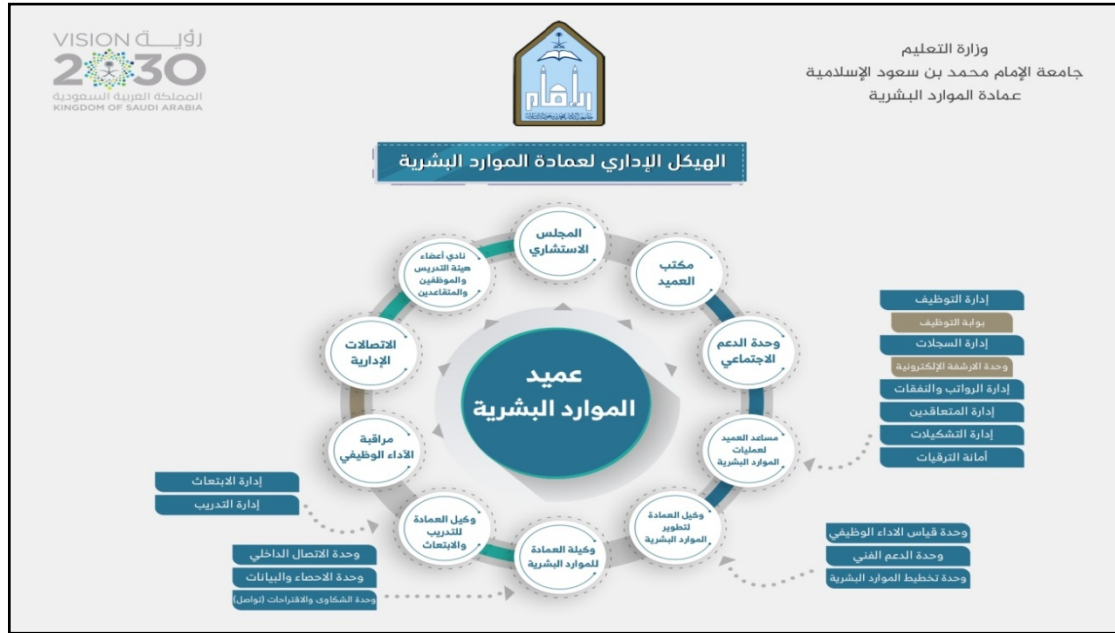 وزارة التعليم
جامعة الإمام محمد بن سعود الإسلامية
عمادة الموارد البشرية
VISION رؤيــة
2030
المملكة العربية السعودية
KINGDOM OF SAUDI ARABIA
الهيكل الإداري لعمادة الموارد البشرية
عميد
الموارد البشرية
المجلس
الاستشاري
مكتب
العميد
وحدة الدعم
الاجتماعي
مساعد العميد
لعمليات
الموارد البشرية
وكيل العمادة
لتطوير
الموارد البشرية
وكيلة العمادة
للموارد البشرية
وكيل العمادة
للتدريب
والابتعاث
مراقبة
الأداء الوظيفي
الاتصالات
الإدارية
نادي أعضاء
هيئة التدريس
والموظفين
والمتقاعدين
إدارة التوظيف
بوابة التوظيف
إدارة السجلات
وحدة الارشفة الإلكترونية
إدارة الرواتب والنفقات
إدارة المتعاقدين
إدارة التشكيلات
أمانة الترقيات
وحدة قياس الاداء الوظيفي
وحدة الدعم الفني
وحدة تخطيط الموارد البشرية
وحدة الاتصال الداخلي
وحدة الاحصاء والبيانات
وحدة الشكاوى والاقتراحات (تواصل)
إدارة الابتعاث
إدارة التدريب